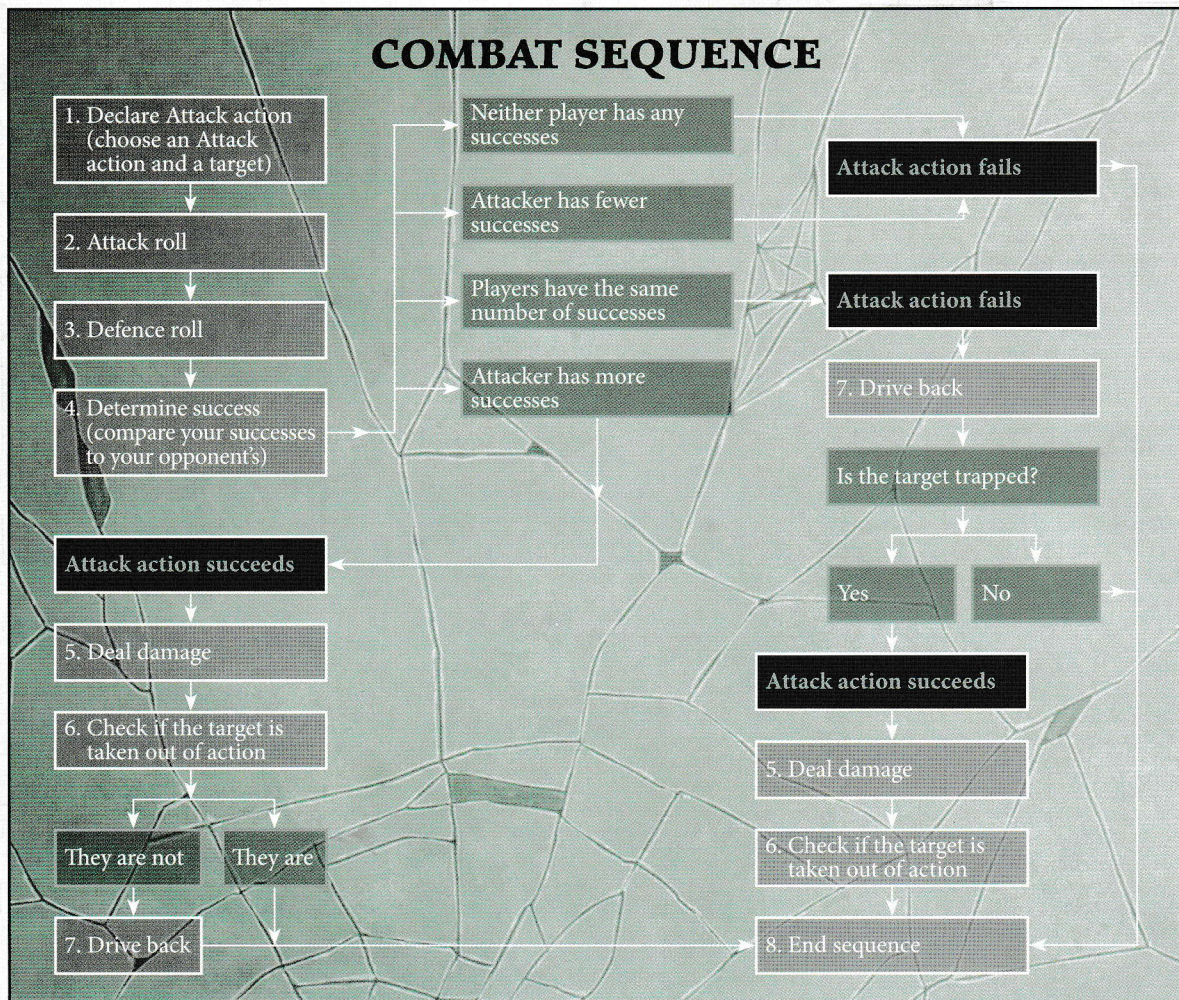 COMBAT SEQUENCE
1. Declare Attack action
(choose an Attack
action and a target)
2. Attack roll
3. Defence roll
4. Determine success
(compare your successes
to your opponent's)
Neither player has any
successes
Attacker has fewer
successes
Players have the same
number of successes
Attacker has more
successes
Attack action fails
Attack action fails
7. Drive back
Is the target trapped?
Yes
No
Attack action succeeds
5. Deal damage
6. Check if the target is
taken out of action
8. End sequence
Attack action succeeds
5. Deal damage
6. Check if the target is
taken out of action
They are not
They are
7. Drive back